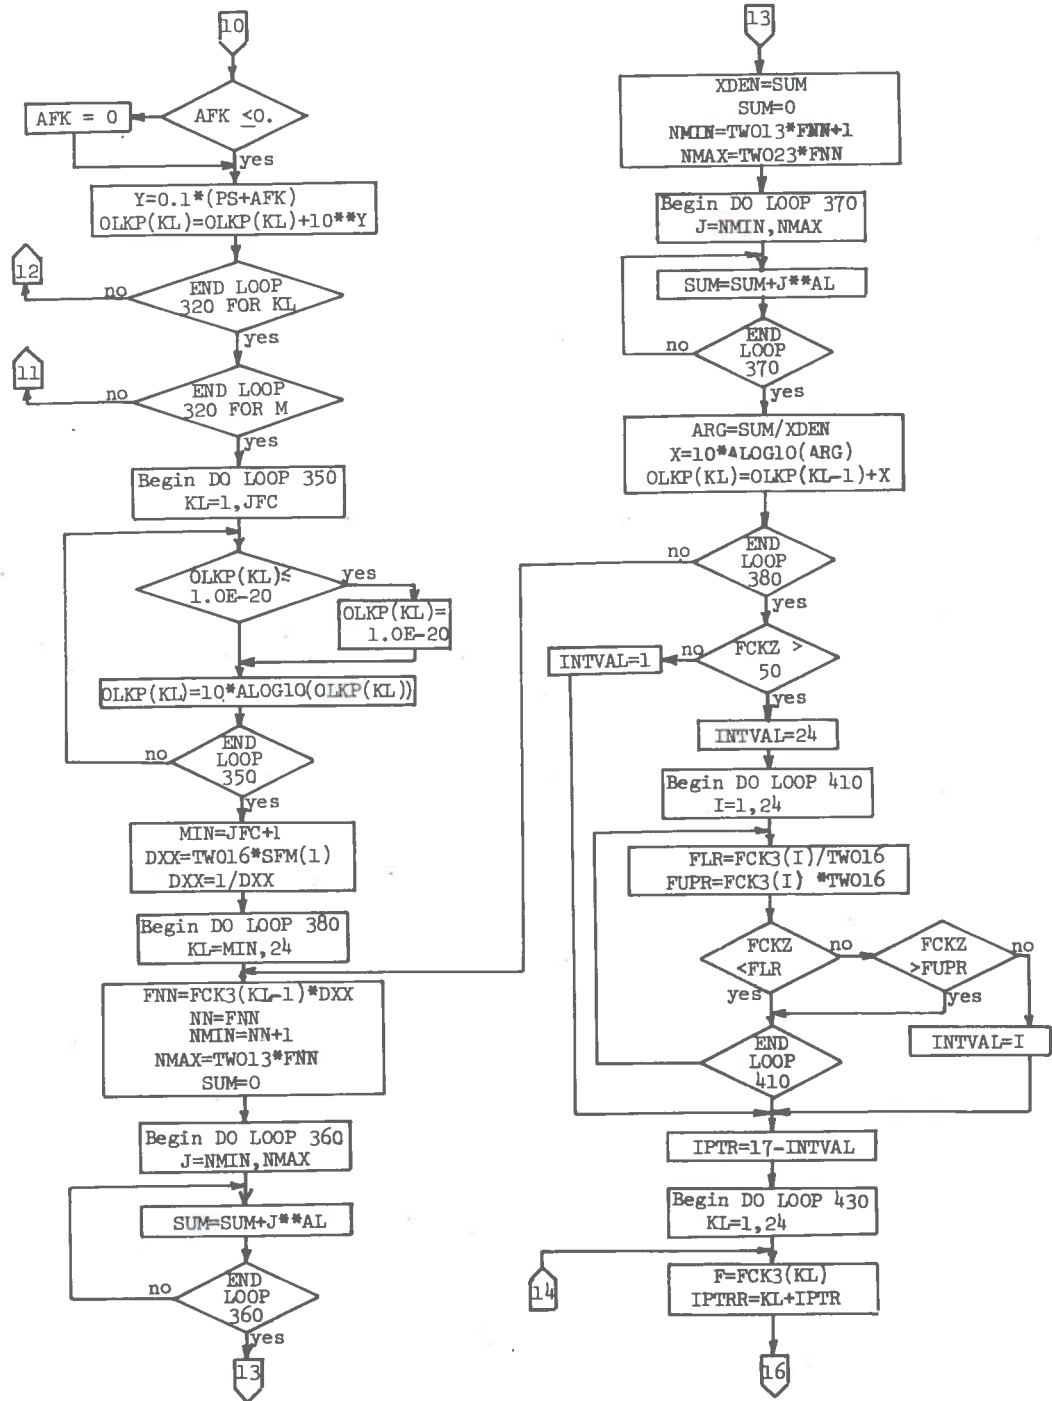 10
AFK ≤0.
AFK = 0
yes
Y=0.1*(PS+AFK)
OLKP(KL)=OLKP(KL)+10**Y
12
no
END LOOP
320 FOR KL
yes
11
no
END LOOP
320 FOR M
yes
Begin DO LOOP 350
KL=1,JFC
OLKP(KL)≤
1.0E-20
yes
OLKP(KL)=
1.0E-20
OLKP(KL)=10*ALOG10(OLKP(KL))
no
END
LOOP
350
yes
MIN=JFC+1
DXX=TWO16*SFM(1)
DXX=1/DXX
Begin DO LOOP 380
KL=MIN,24
FNN=FCK3(KL-1)*DXX
NN=FNN
NMIN=NN+1
NMAX=TWO13*FNN
SUM=0
Begin DO LOOP 360
J=NMIN,NMAX
SUM=SUM+J**AL
no
END
LOOP
360
yes
13
13
XDEN=SUM
SUM=0
NMIN=TWO13*FNN+1
NMAX=TWO23*FNN
Begin DO LOOP 370
J=NMIN,NMAX
SUM=SUM+J**AL
no
END
LOOP
370
yes
ARG=SUM/XDEN
X=10*ALOG10(ARG)
OLKP(KL)=OLKP(KL-1)+X
no
END
LOOP
380
yes
INTVAL=1
no
FCKZ >
50
yes
INTVAL=24
Begin DO LOOP 410
I=1,24
FLR=FCK3(I)/TWO16
FUPR=FCK3(I) *TWO16
FCKZ
<FLR
no
FCKZ
>FUPR
no
yes
yes
END
LOOP
410
INTVAL=I
IPTR=17-INTVAL
Begin DO LOOP 430
KL=1,24
14
F=FCK3(KL)
IPTRR=KL+IPTR
16